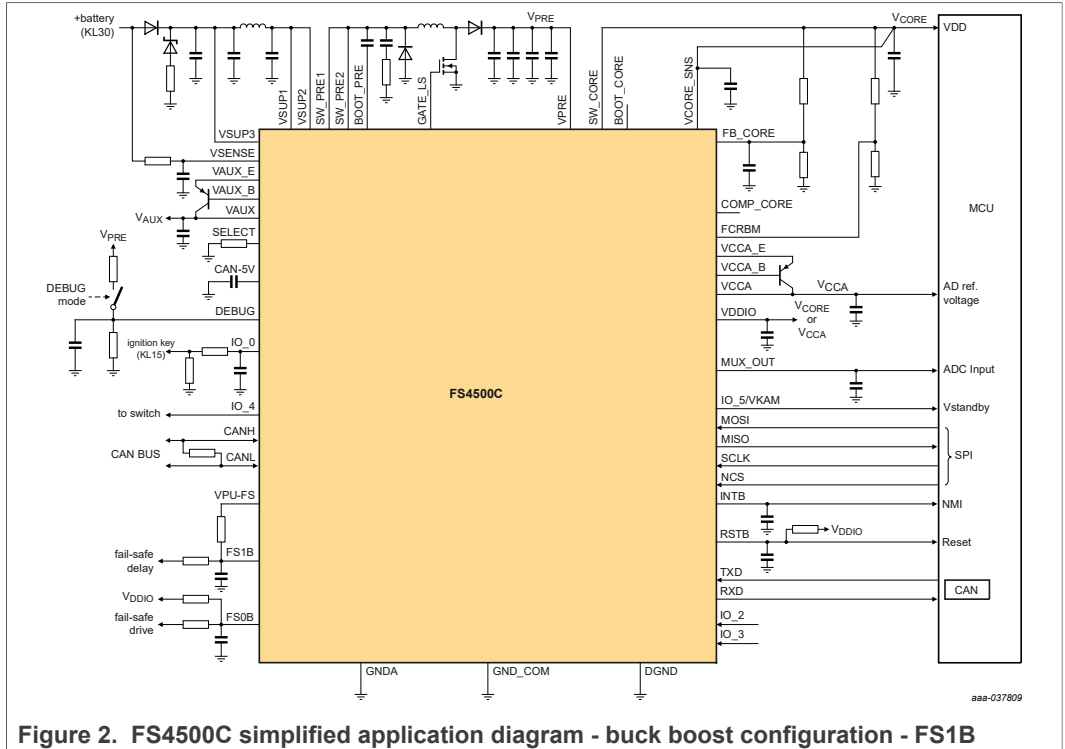 +battery
(KL30)
VPRE
VCORE
VSUP1
VSUP2
SW_PRE1
SW_PRE2
BOOT_PRE
GATE_LS
VPRE
SW_CORE
BOOT_CORE
VCORE_SNS
VDD
VSUP3
VSENSE
VAUX_E
VAUX_B
VAUX
VAUX
SELECT
VPRE
CAN-5V
DEBUG
mode
DEBUG
ignition key
(KL15)
IO_0
to switch
IO_4
CANH
CAN BUS
CANL
VPU-FS
fail-safe
delay
FS1B
VDDIO
fail-safe
drive
FS0B
FS4500C
FB_CORE
COMP_CORE
FCRBM
VCCA_E
VCCA_B
VCCA
VCCA
VDDIO
VCORE
or
VCCA
MUX_OUT
IO_5/VKAM
MOSI
MISO
SCLK
NCS
INTB
RSTB
VDDIO
TXD
RXD
IO_2
IO_3
MCU
AD ref.
voltage
ADC Input
Vstandby
SPI
NMI
Reset
CAN
GNDA
GND_COM
DGND
aaa-037809
Figure 2. FS4500C simplified application diagram - buck boost configuration - FS1B